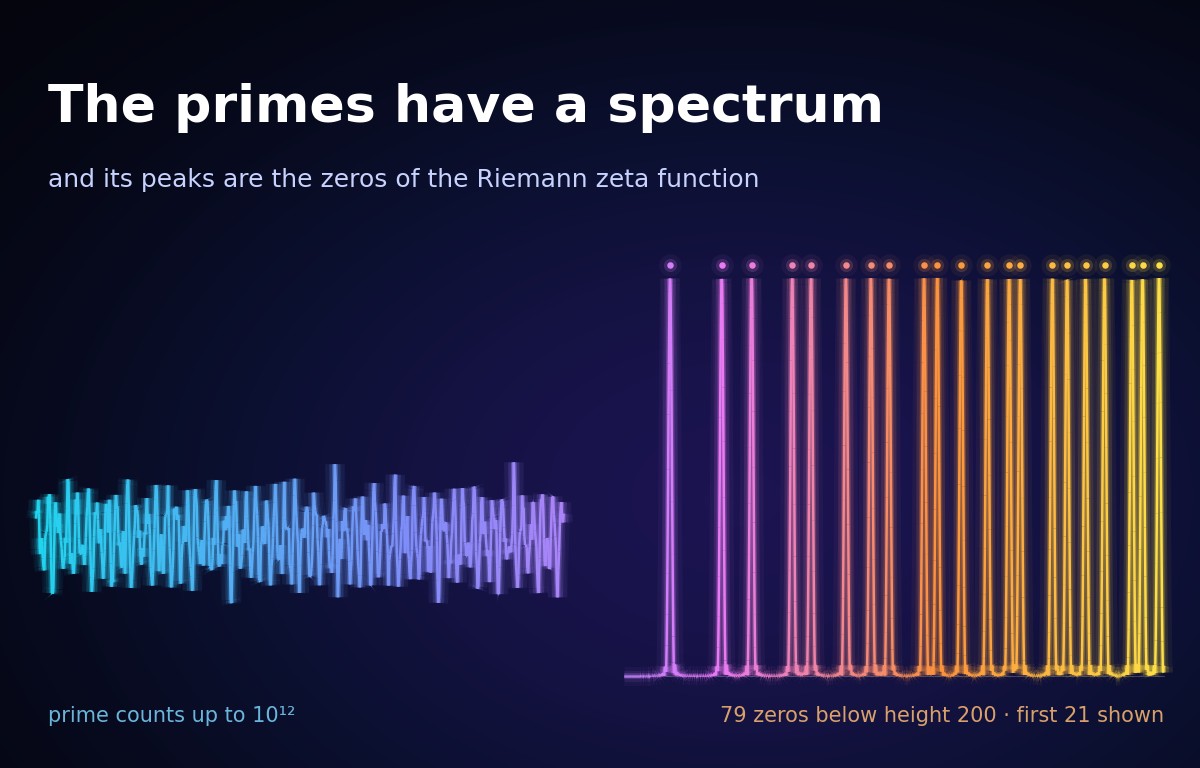 The primes have a spectrum
and its peaks are the zeros of the Riemann zeta function
prime counts up to 10¹²
79 zeros below height 200 · first 21 shown